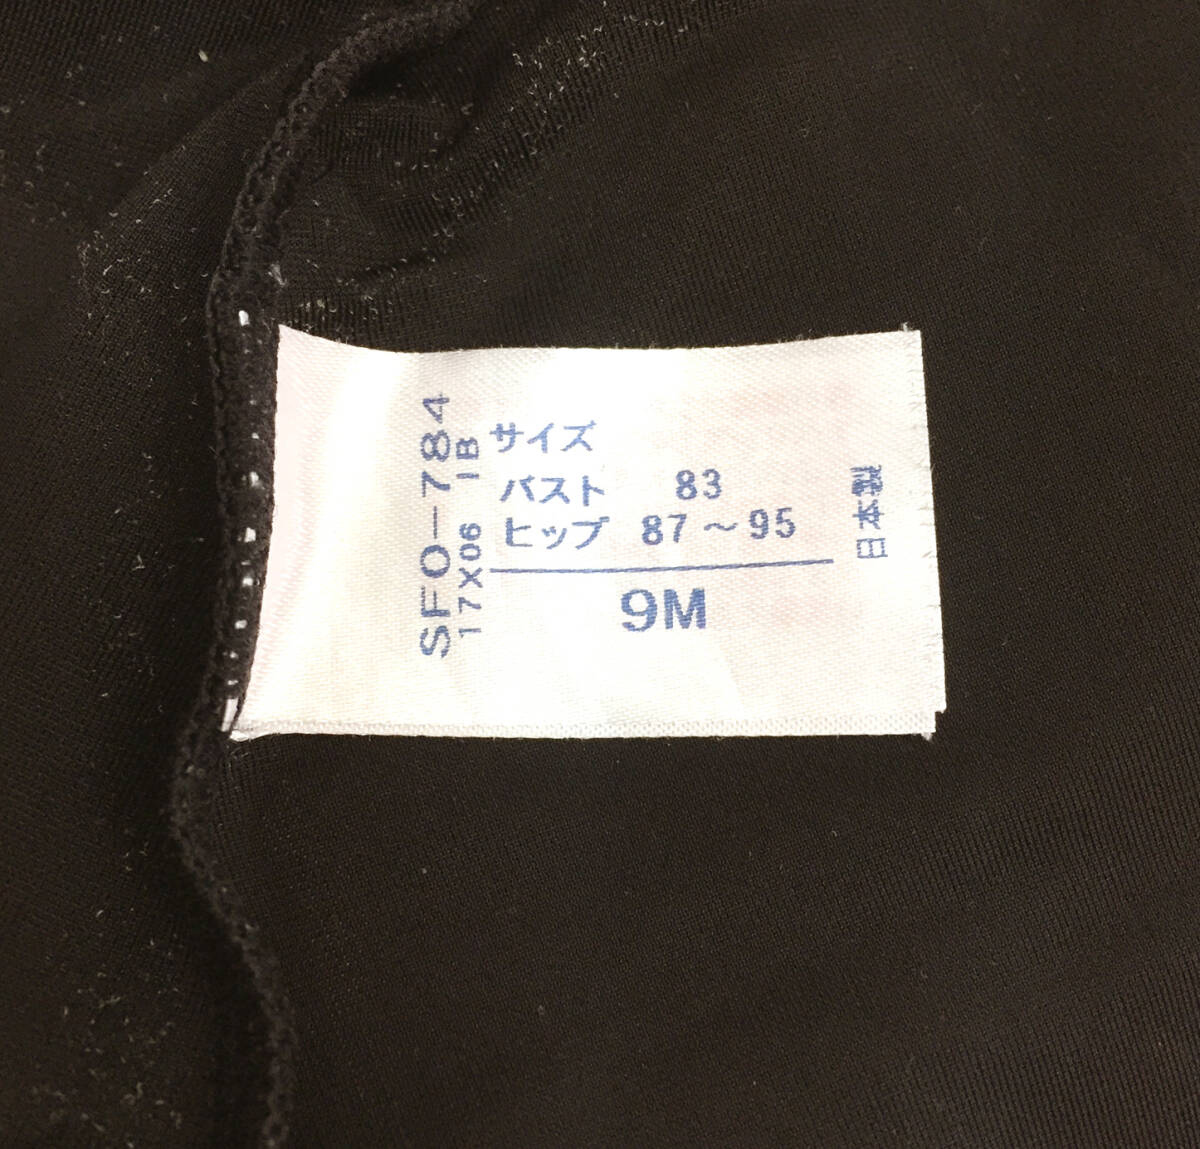 SFO-784
17X06 IB
サイズ
バスト 83
ヒップ 87～95
9M
日本製